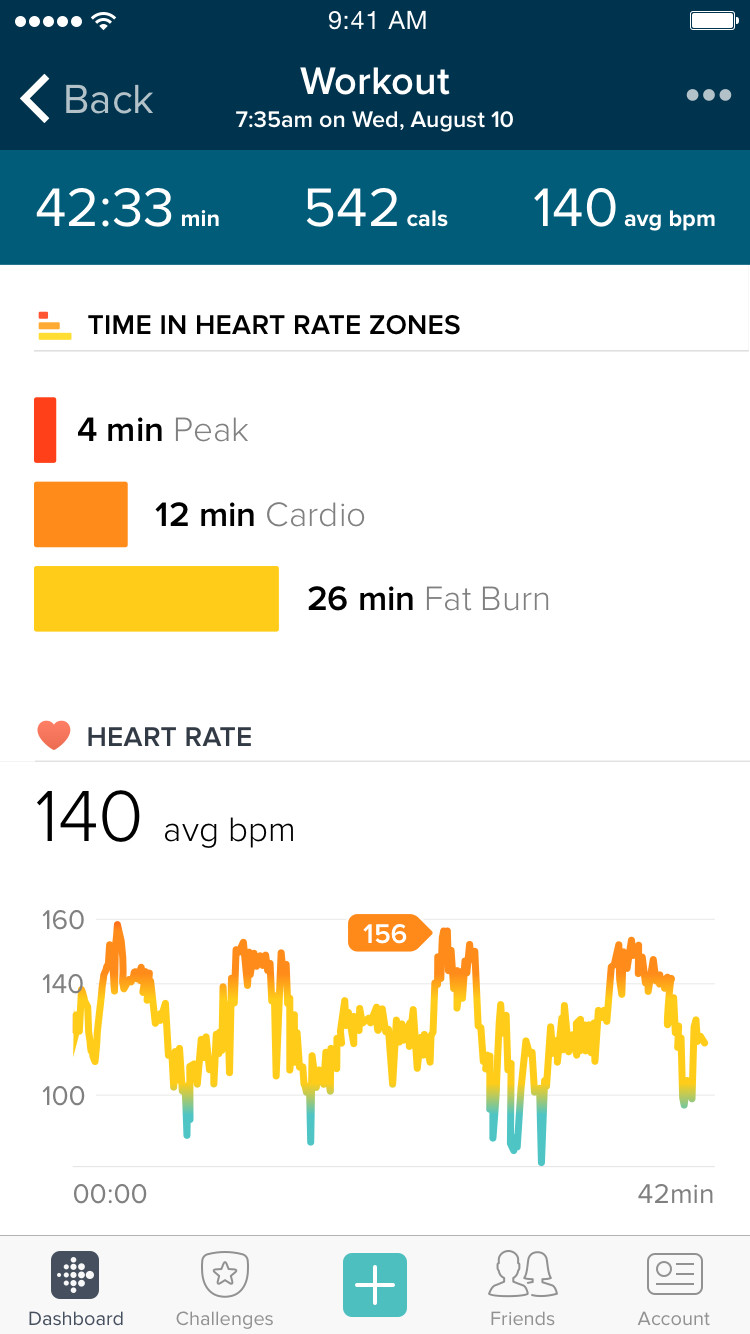 9:41 AM
Back
Workout
7:35am on Wed, August 10
42:33 min 542 cals 140 avg bpm
TIME IN HEART RATE ZONES
4 min Peak
12 min Cardio
26 min Fat Burn
HEART RATE
140 avg bpm
160
156
140
100
00:00 42min
Dashboard Challenges Friends Account